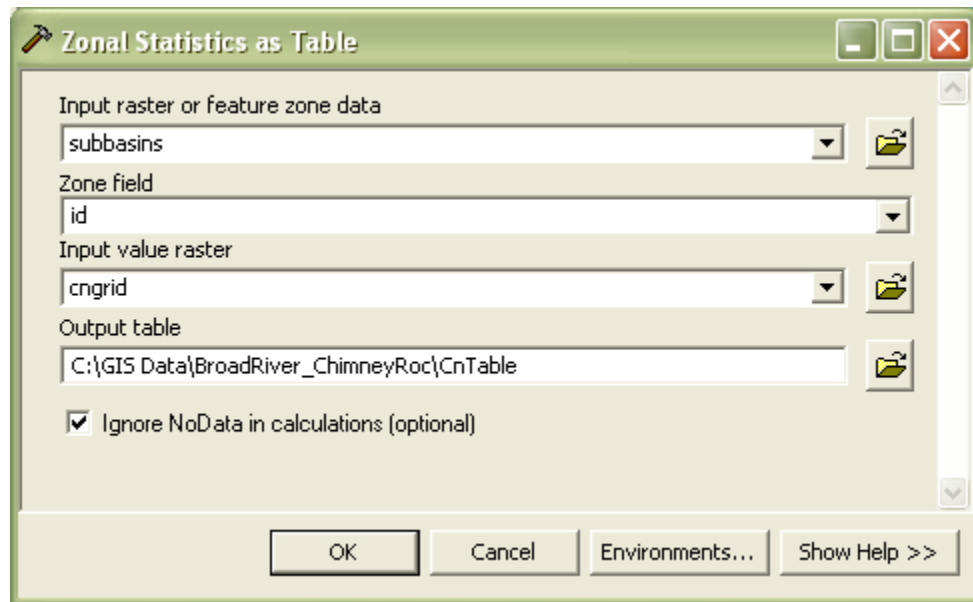 Zonal Statistics as Table
Input raster or feature zone data
subbasins
Zone field
id
Input value raster
cngrid
Output table
C:\GIS Data\BroadRiver_ChimneyRoc\CnTable
Ignore NoData in calculations (optional)
OK Cancel Environments... Show Help >>